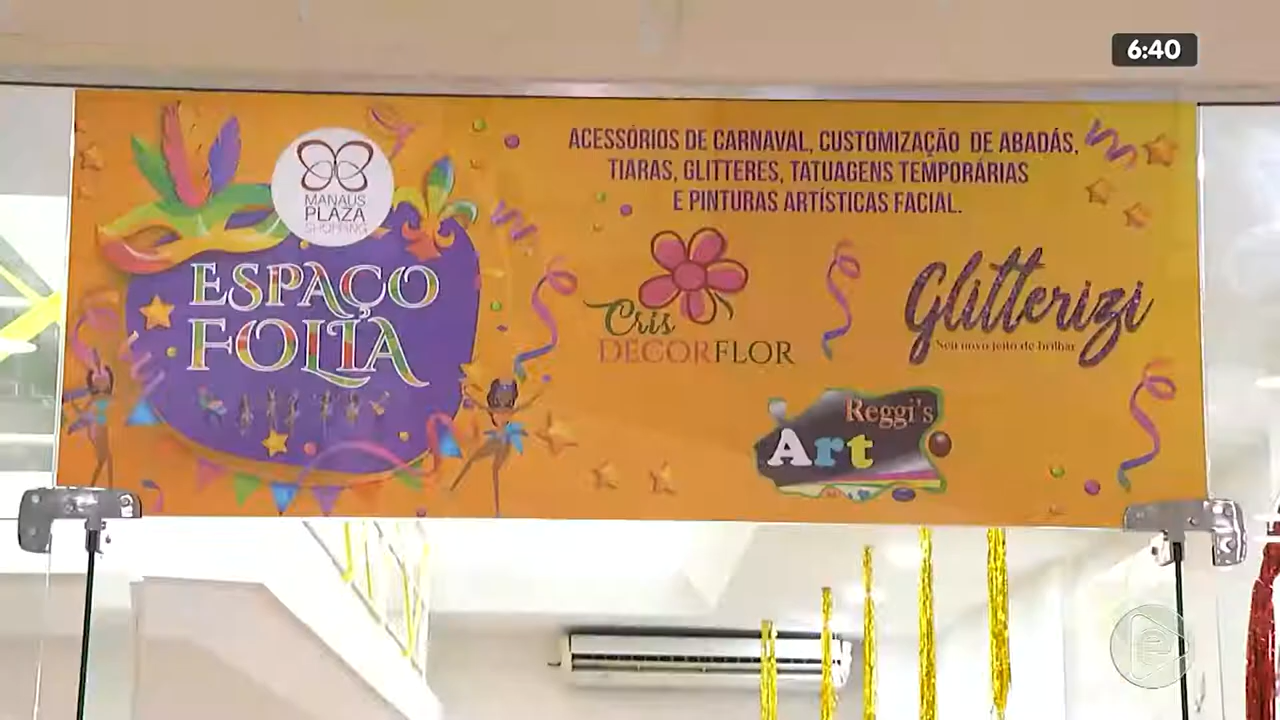 6:40
MANAUS
PLAZA
SHOPPING
ESPAÇO
FOLIA
ACESSÓRIOS DE CARNAVAL, CUSTOMIZAÇÃO DE ABADÁS,
TIARAS, GLITTERES, TATUAGENS TEMPORÁRIAS
E PINTURAS ARTÍSTICAS FACIAL.
Cris
DECORFLOR
Glitterizi
Seu novo jeito de brilhar
Reggi's
Art
e